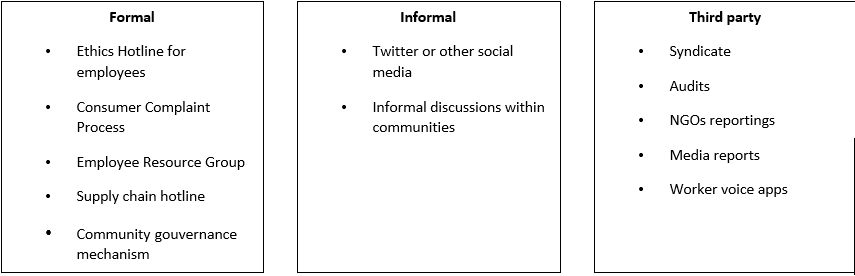 Formal
• Ethics Hotline for
employees
• Consumer Complaint
Process
• Employee Resource Group
• Supply chain hotline
• Community gouvernance
mechanism
Informal
• Twitter or other social
media
• Informal discussions within
communities
Third party
• Syndicate
• Audits
• NGOs reportings
• Media reports
• Worker voice apps